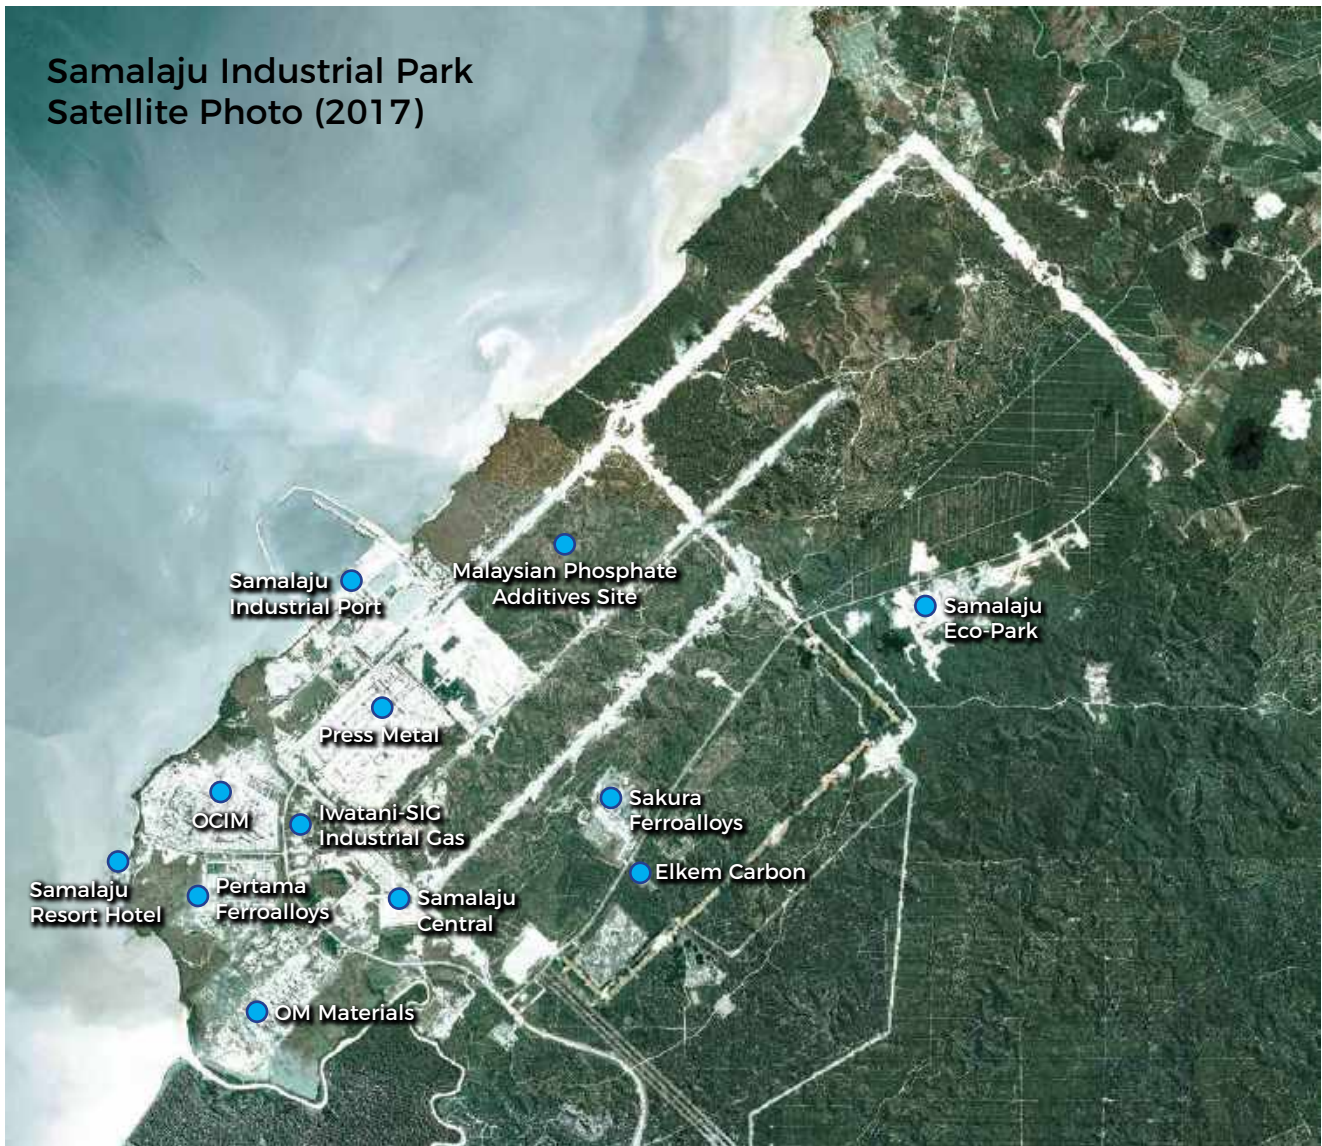 Samalaju Industrial Park
Satellite Photo (2017)
Malaysian Phosphate
Additives Site
Samalaju
Industrial Port
Samalaju
Eco-Park
Press Metal
OCIM
Iwatani-SIG
Industrial Gas
Sakura
Ferroalloys
Elkem Carbon
Samalaju
Resort Hotel
Pertama
Ferroalloys
Samalaju
Central
OM Materials